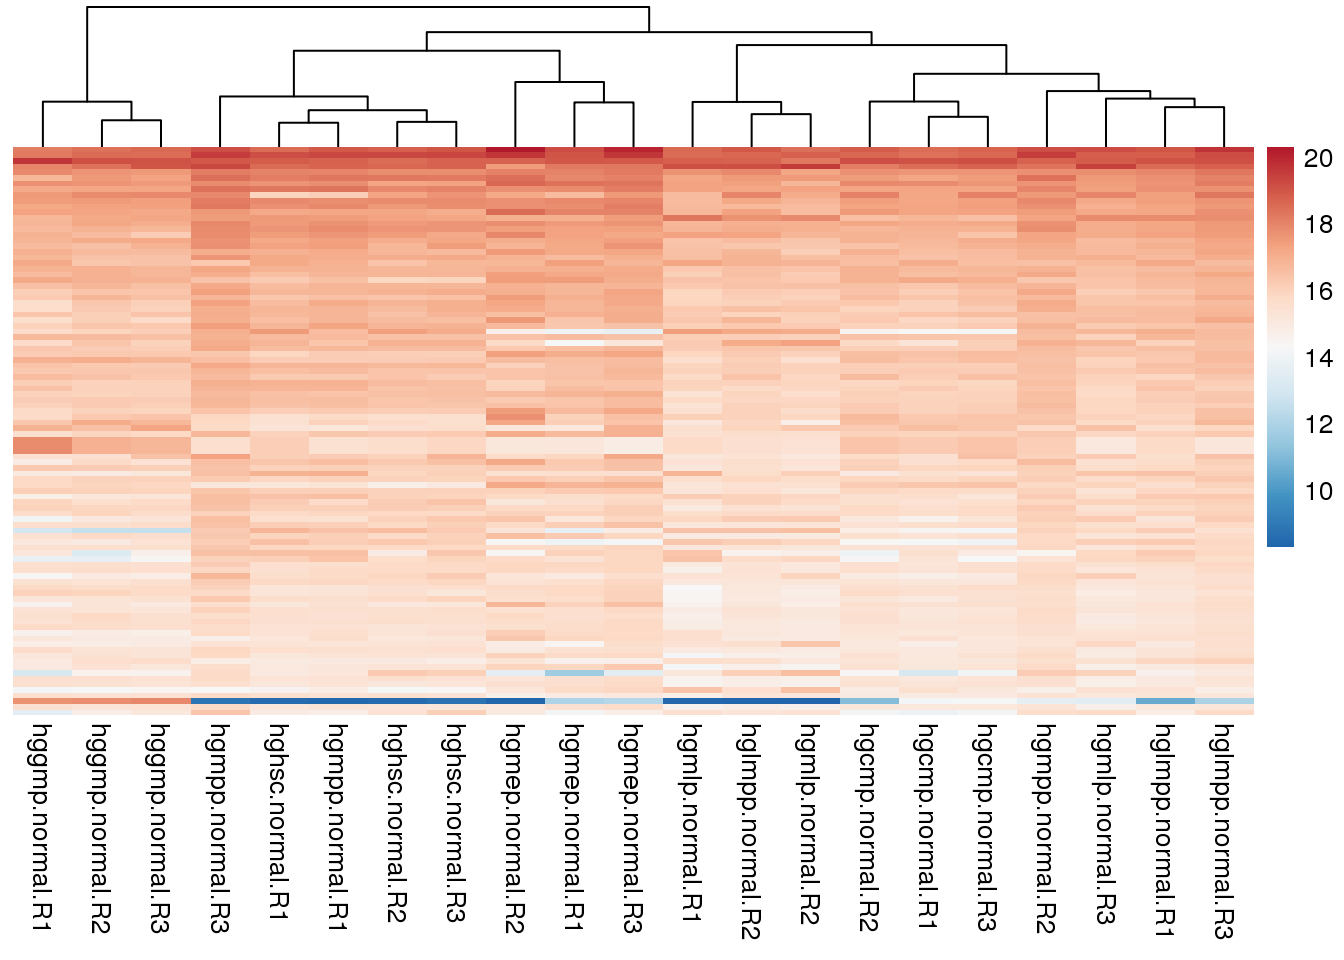 20
18
16
14
12
10
hggmp.normal.R1
hggmp.normal.R2
hggmp.normal.R3
hgmpp.normal.R3
hghsc.normal.R1
hgmpp.normal.R1
hghsc.normal.R2
hghsc.normal.R3
hgmep.normal.R2
hgmep.normal.R1
hgmep.normal.R3
hgmlp.normal.R1
hglmpp.normal.R2
hgmlp.normal.R2
hgcmp.normal.R2
hgcmp.normal.R1
hgcmp.normal.R3
hgmpp.normal.R2
hgmlp.normal.R3
hglmpp.normal.R1
hglmpp.normal.R3